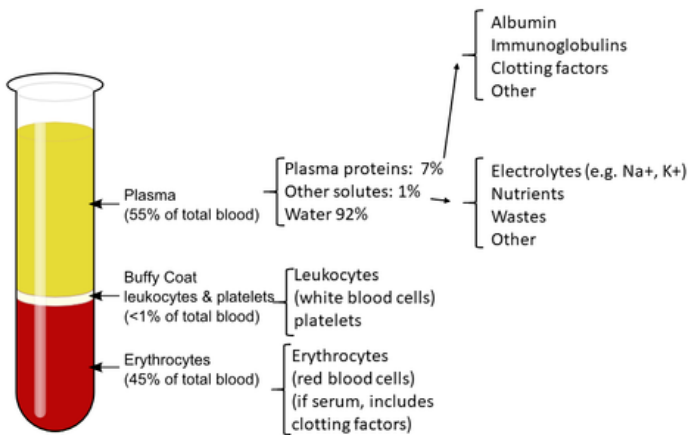 Albumin
Immunoglobulins
Clotting factors
Other
Plasma proteins: 7%
Other solutes: 1%
Water 92%
Electrolytes (e.g. Na+, K+)
Nutrients
Wastes
Other
Plasma
(55% of total blood)
Buffy Coat
leukocytes & platelets
(<1% of total blood)
Leukocytes
(white blood cells)
platelets
Erythrocytes
(45% of total blood)
Erythrocytes
(red blood cells)
(if serum, includes
clotting factors)